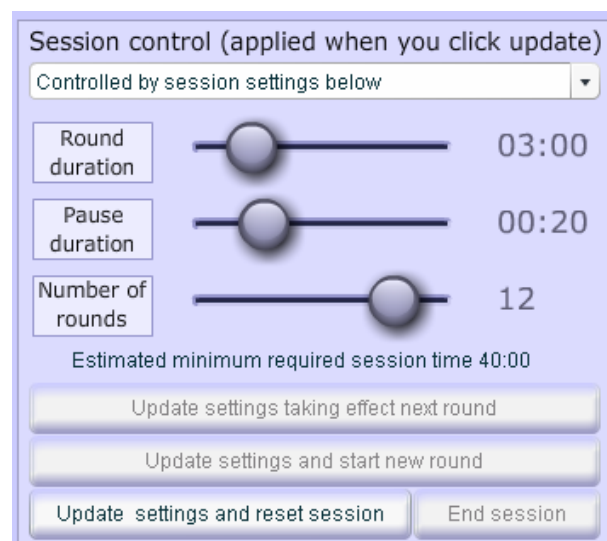 Session control (applied when you click update)
Controlled by session settings below
Round
duration
03:00
Pause
duration
00:20
Number of
rounds
12
Estimated minimum required session time 40:00
Update settings taking effect next round
Update settings and start new round
Update settings and reset session
End session